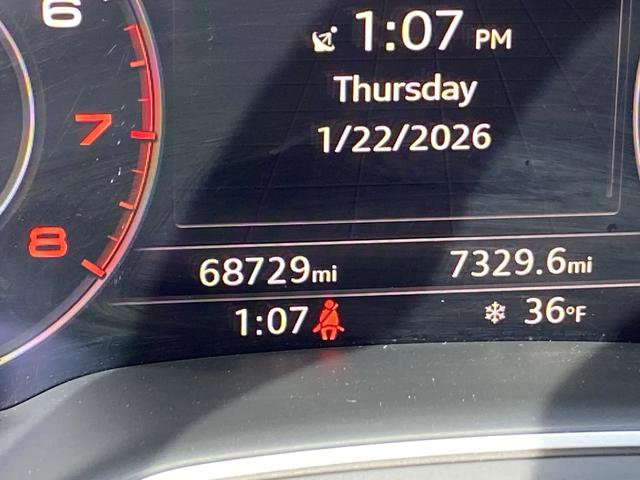 6
7
8
1:07 PM
Thursday
1/22/2026
68729mi 7329.6mi
1:07 36°F